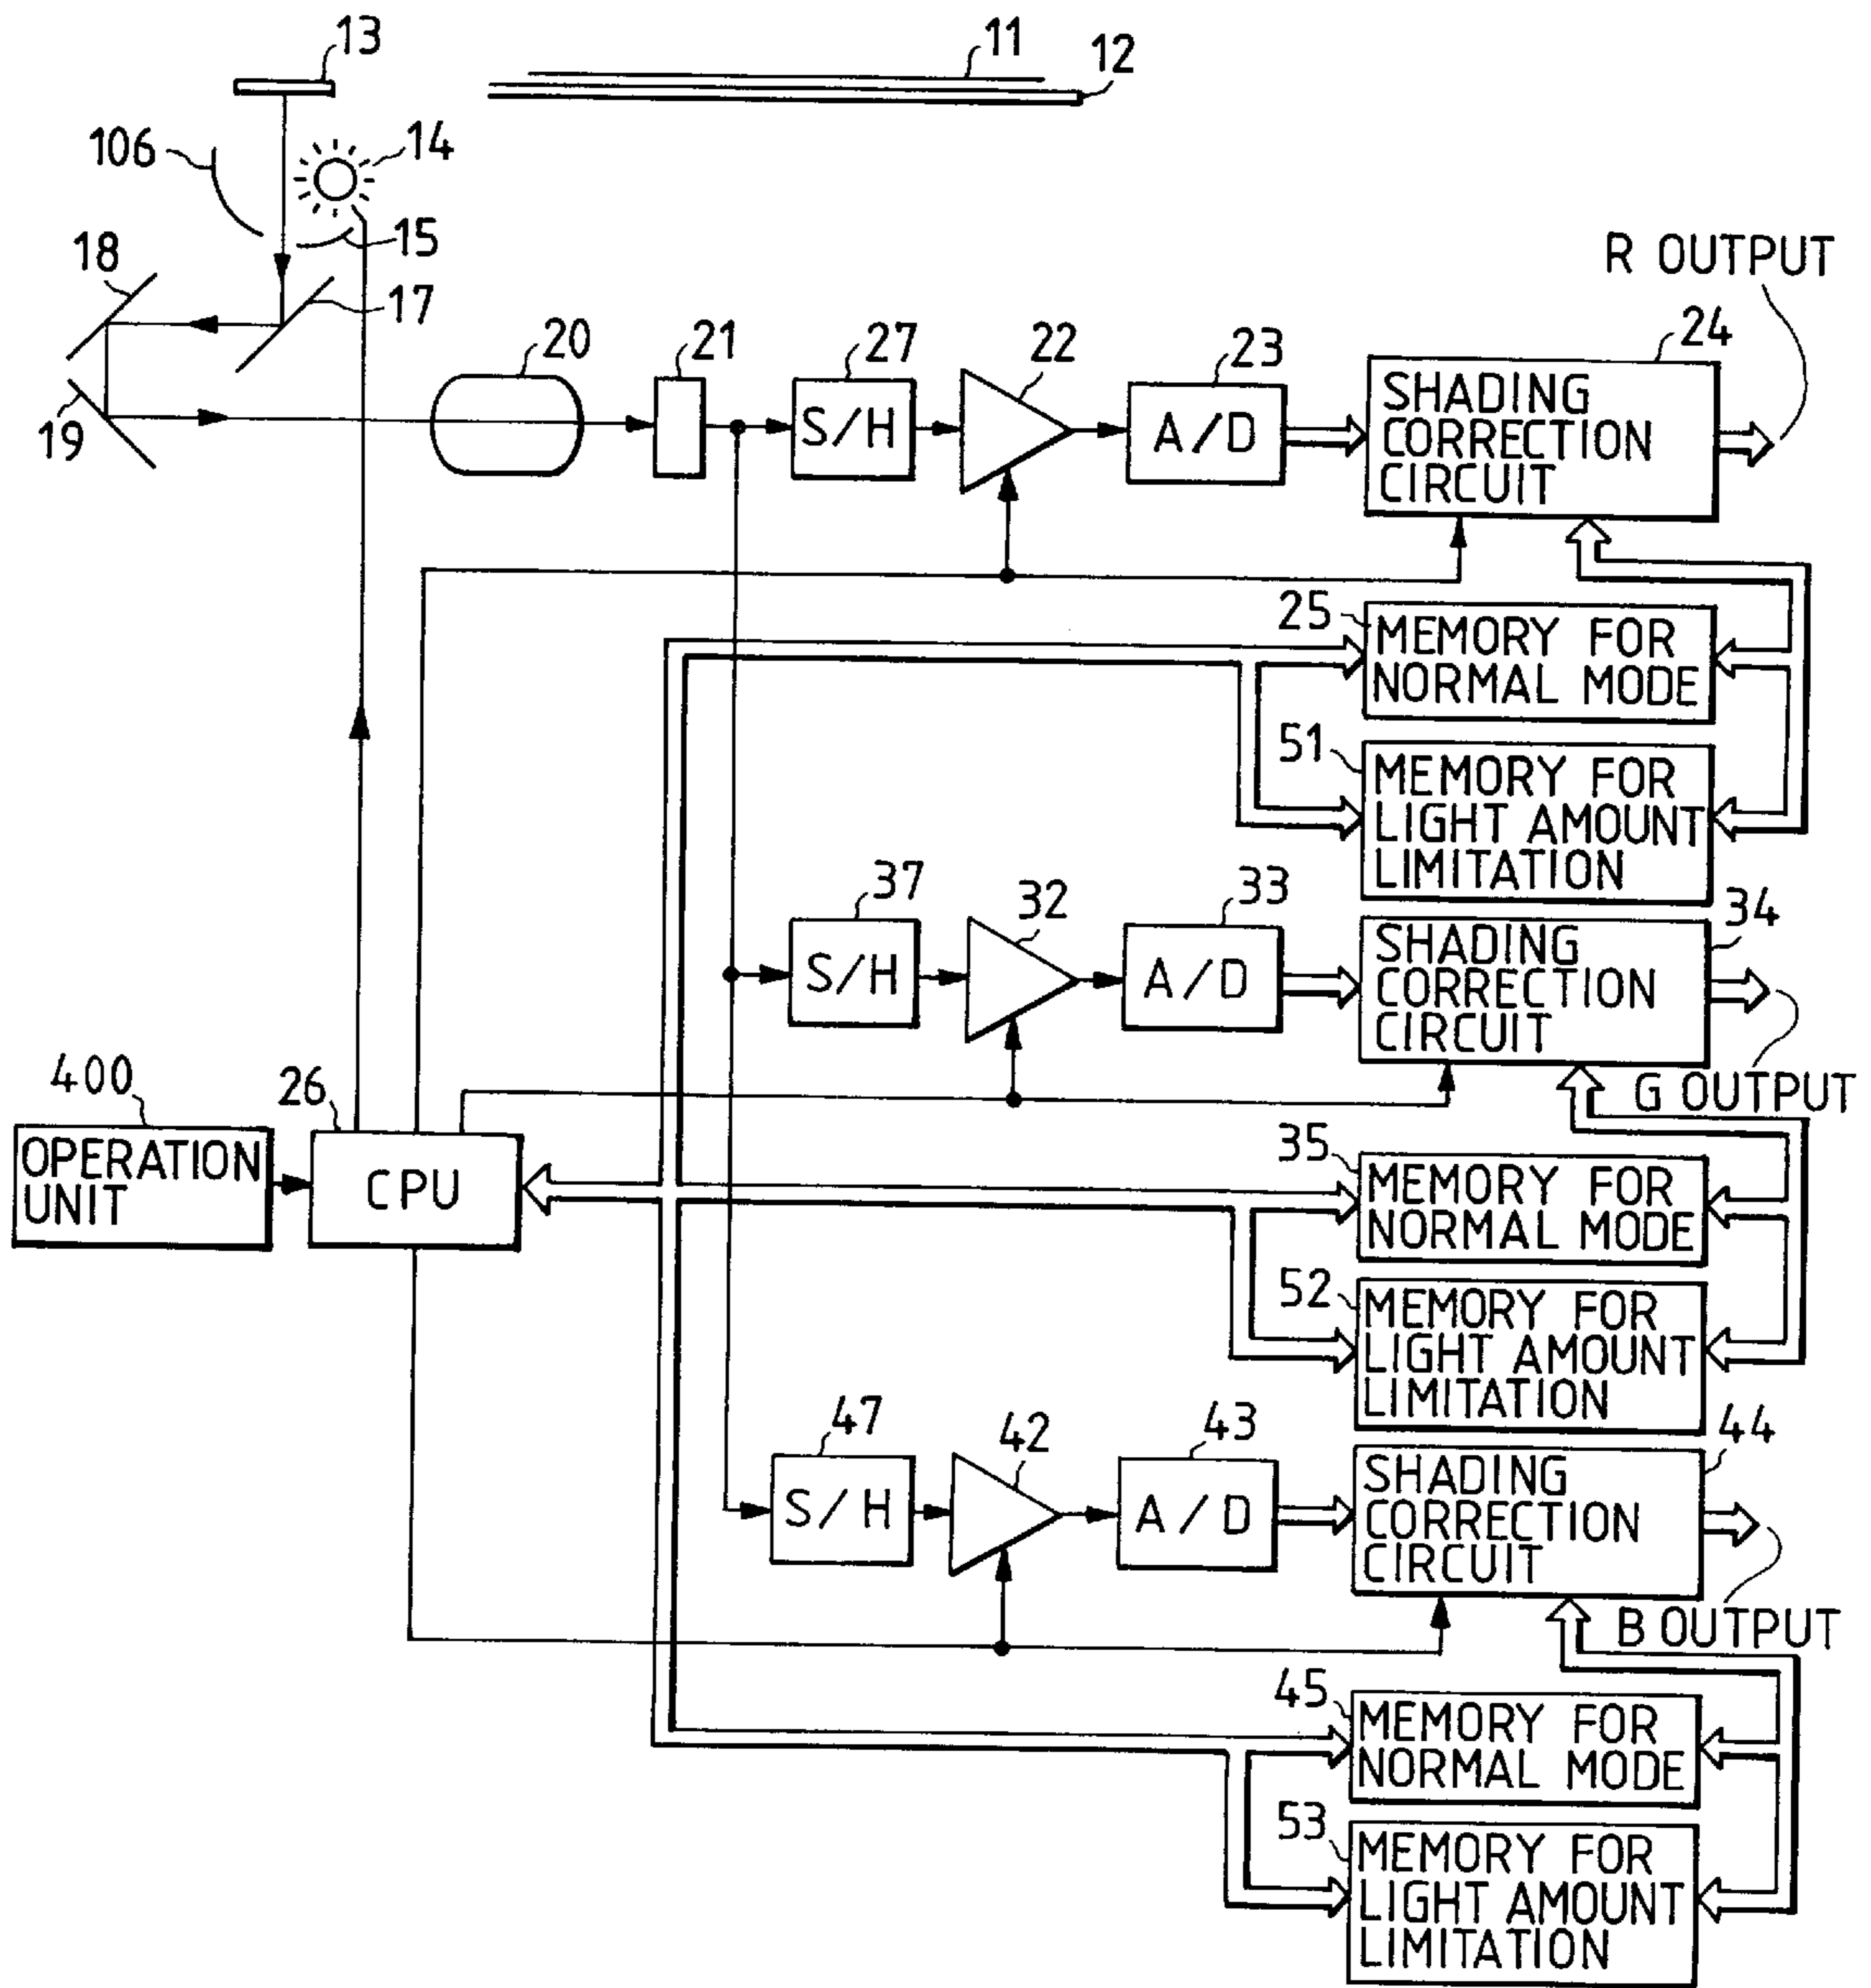 13
11
12
106
14
15
18
17
R OUTPUT
20
21
27
22
23
24
19
S/H
A/D
SHADING
CORRECTION
CIRCUIT
25
MEMORY FOR
NORMAL MODE
51
MEMORY FOR
LIGHT AMOUNT
LIMITATION
37
32
33
34
S/H
A/D
SHADING
CORRECTION
CIRCUIT
G OUTPUT
400
26
OPERATION
UNIT
CPU
35
MEMORY FOR
NORMAL MODE
52
MEMORY FOR
LIGHT AMOUNT
LIMITATION
47
42
43
44
S/H
A/D
SHADING
CORRECTION
CIRCUIT
B OUTPUT
45
MEMORY FOR
NORMAL MODE
53
MEMORY FOR
LIGHT AMOUNT
LIMITATION